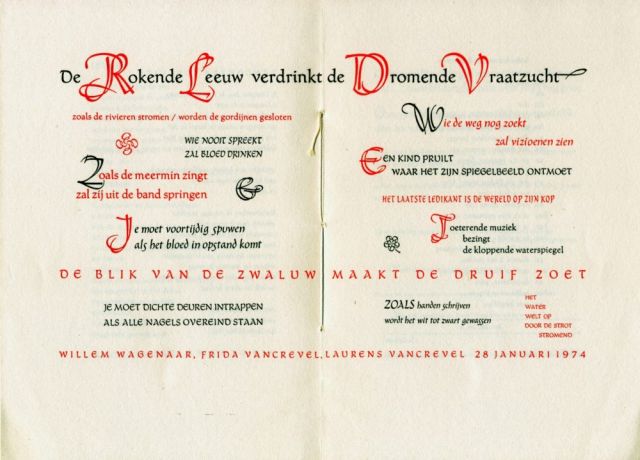 De Rokende Leeuw verdrinkt de Dromende Vraatzucht
zoals de rivieren stromen / worden de gordijnen gesloten
WIE NOOIT SPREEKT
ZAL BLOED DRINKEN
Zoals de meermin zingt
zal zij uit de band springen
Je moet voortijdig spuwen
als het bloed in opstand komt
Wie de weg nog zoekt
zal vizioenen zien
EEN KIND PRUILT
WAAR HET ZIJN SPIEGELBEELD ONTMOET
HET LAATSTE LEDIKANT IS DE WERELD OP ZIJN KOP
Toeterende muziek
bezingt
de kloppende waterspiegel
DE BLIK VAN DE ZWALUW MAAKT DE DRUIF ZOET
JE MOET DICHTE DEUREN INTRAPPEN
ALS ALLE NAGELS OVEREIND STAAN
ZOALS handen schrijven
wordt het wit tot zwart gewassen
HET
WATER
WELT OP
DOOR DE STROT
STROMEND
WILLEM WAGENAAR, FRIDA VANCREVEL, LAURENS VANCREVEL 28 JANUARI 1974